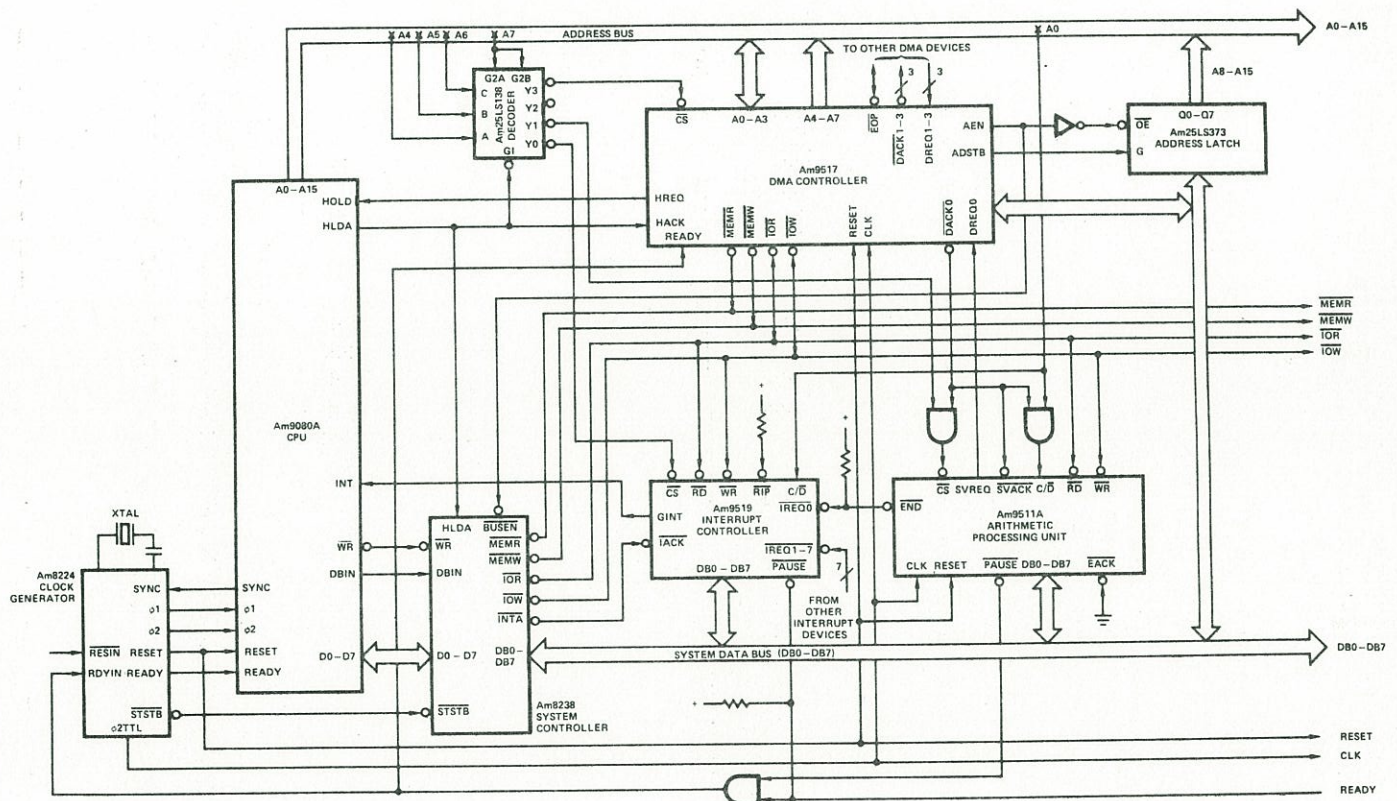 A4 A5 A6 A7 ADDRESS BUS A0 A0–A15
TO OTHER DMA DEVICES
3 3
A8–A15
G2A G2B
C
B
A
Am25LS138
DECODER
Y3
Y2
Y1
Y0
GI
CS A0–A3 A4–A7 EOP DACK 1–3 DREQ 1–3
AEN
ADSTB
Am9517
DMA CONTROLLER
HREQ
HACK
READY
MEMR MEMW IOR IOW RESET CLK DACK0 DREQ0
Q0–Q7
OE
Am25LS373
ADDRESS LATCH
G
A0–A15
HOLD
HLDA
Am9080A
CPU
INT
WR
DBIN
SYNC
φ1
φ2
RESET
READY
D0–D7
MEMR
MEMW
IOR
IOW
XTAL
Am8224
CLOCK
GENERATOR
SYNC
φ1
φ2
RESIN RESET
RDYIN READY
STSTB
φ2TTL
HLDA BUSEN
WR
MEMR
MEMW
DBIN
IOR
IOW
INTA
D0–D7
DB0–
DB7
STSTB
Am8238
SYSTEM
CONTROLLER
+ +
CS RD WR RIP C/D
Am9519
INTERRUPT
CONTROLLER
GINT
IACK
IREQ0
IREQ1-7
DB0–DB7 PAUSE
7
FROM
OTHER
INTERRUPT
DEVICES
CS SVREQ SVACK C/D RD WR
END
Am9511A
ARITHMETIC
PROCESSING UNIT
CLK RESET PAUSE DB0–DB7 EACK
SYSTEM DATA BUS (DB0–DB7)
DB0–DB7
+
RESET
CLK
READY